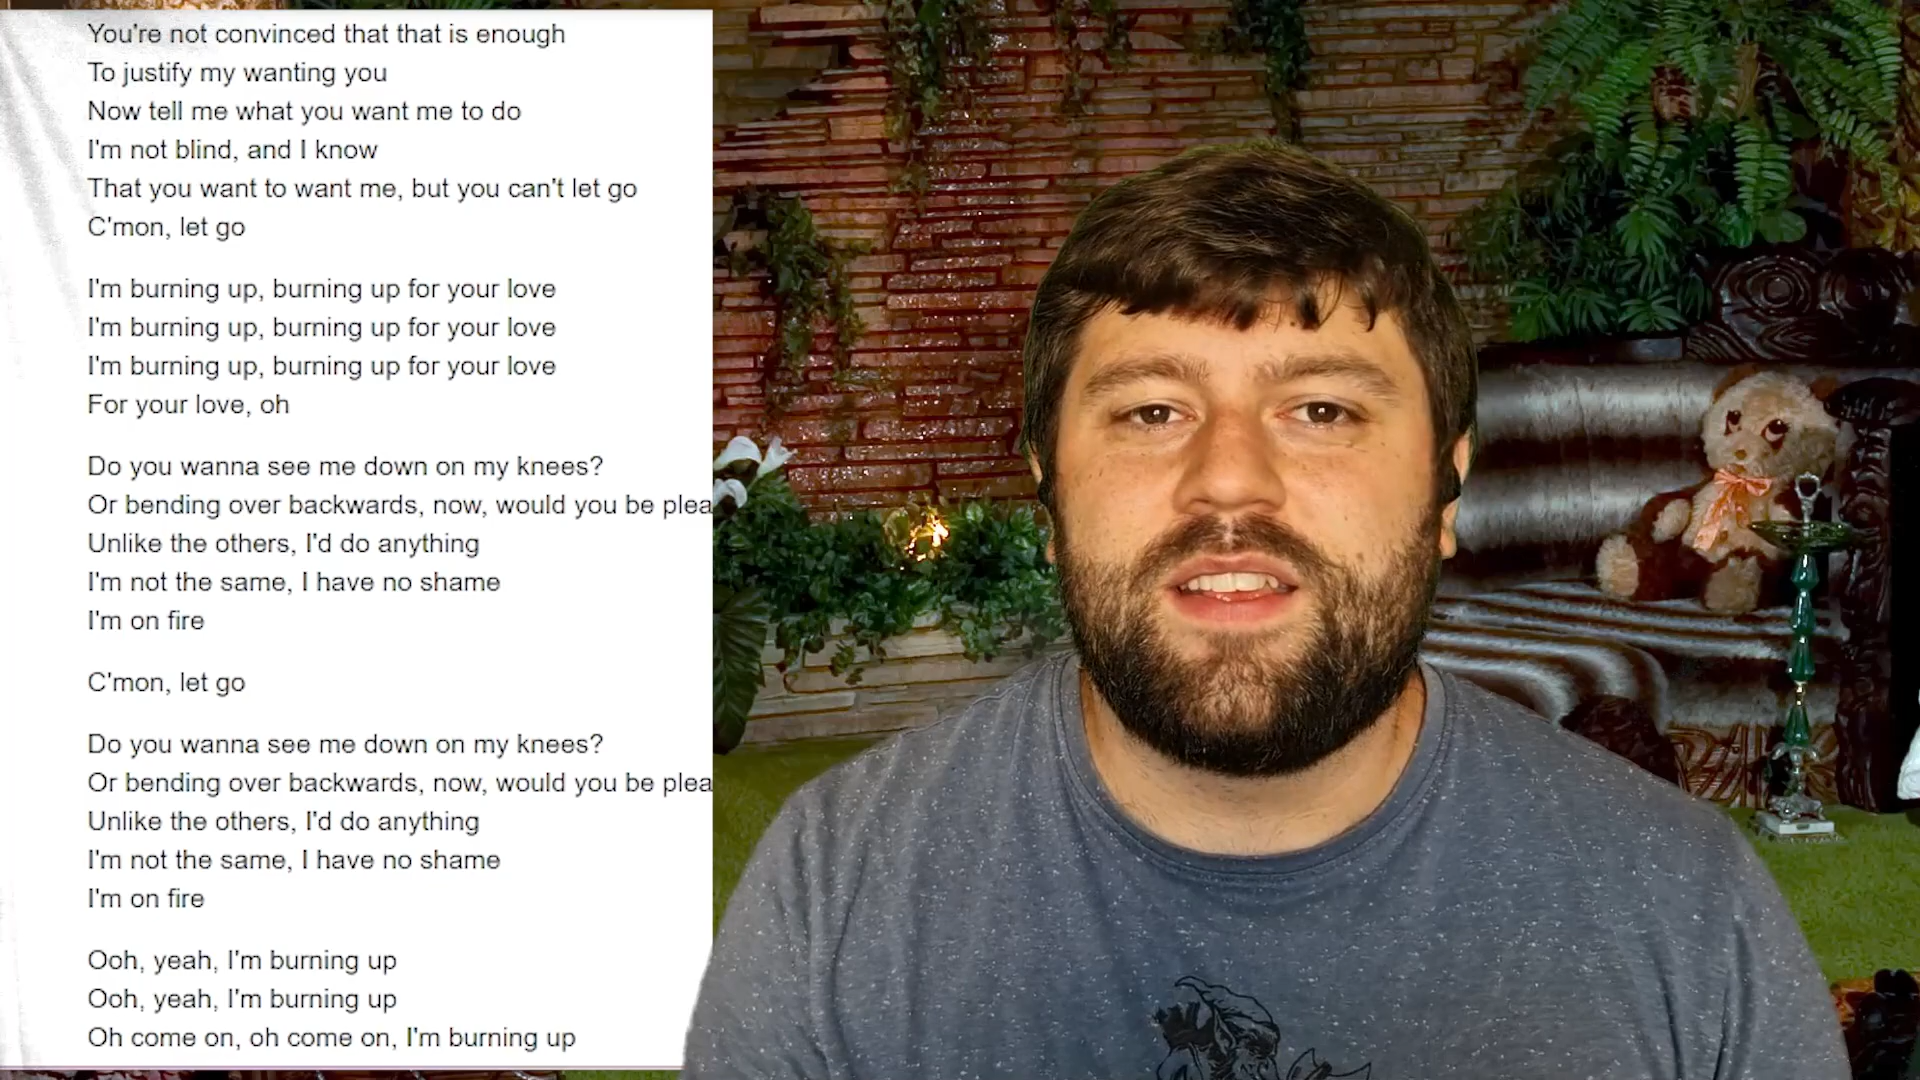 You're not convinced that that is enough
To justify my wanting you
Now tell me what you want me to do
I'm not blind, and I know
That you want to want me, but you can't let go
C'mon, let go
I'm burning up, burning up for your love
I'm burning up, burning up for your love
I'm burning up, burning up for your love
For your love, oh
Do you wanna see me down on my knees?
Or bending over backwards, now, would you be plea
Unlike the others, I'd do anything
I'm not the same, I have no shame
I'm on fire
C'mon, let go
Do you wanna see me down on my knees?
Or bending over backwards, now, would you be plea
Unlike the others, I'd do anything
I'm not the same, I have no shame
I'm on fire
Ooh, yeah, I'm burning up
Ooh, yeah, I'm burning up
Oh come on, oh come on, I'm burning up